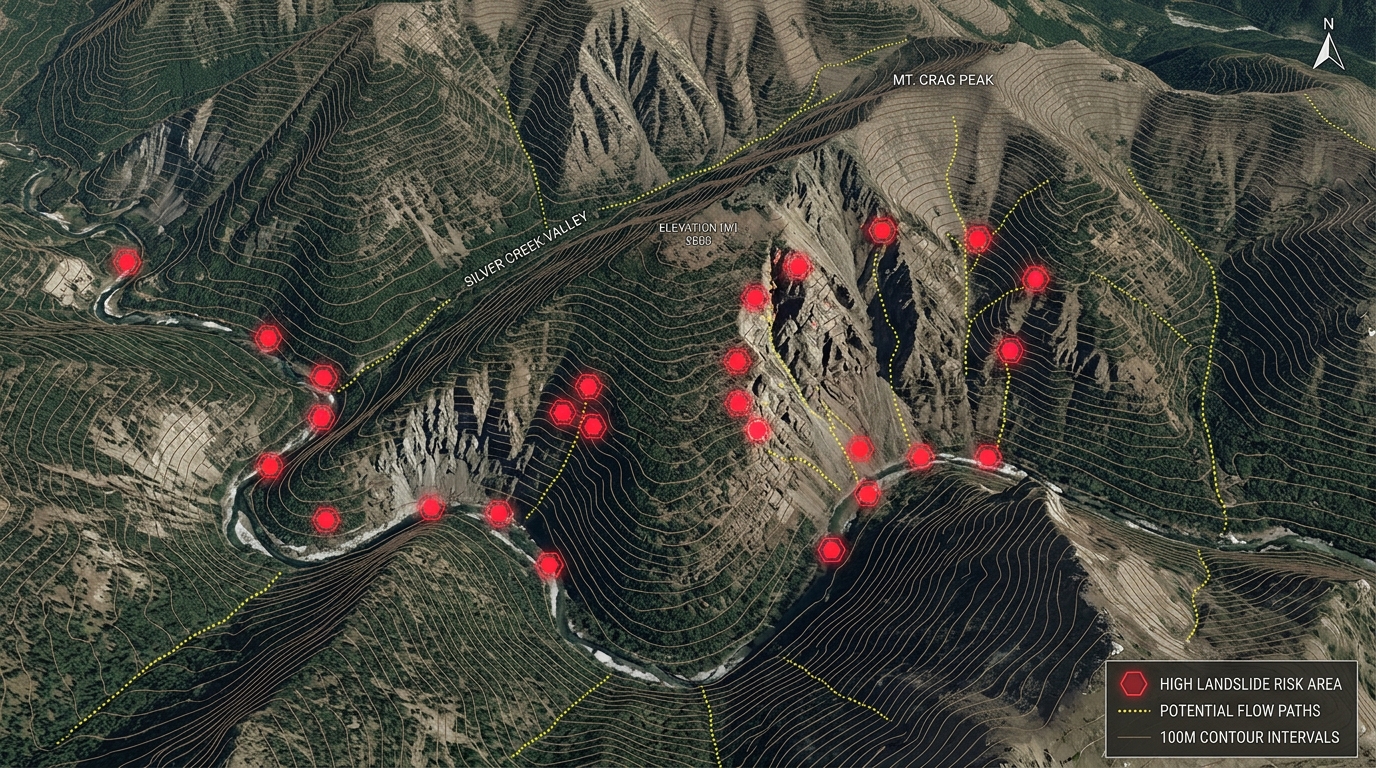 N
MT. CRAG PEAK
SILVER CREEK VALLEY
ELEVATION
HIGH LANDSLIDE RISK AREA
POTENTIAL FLOW PATHS
100M CONTOUR INTERVALS